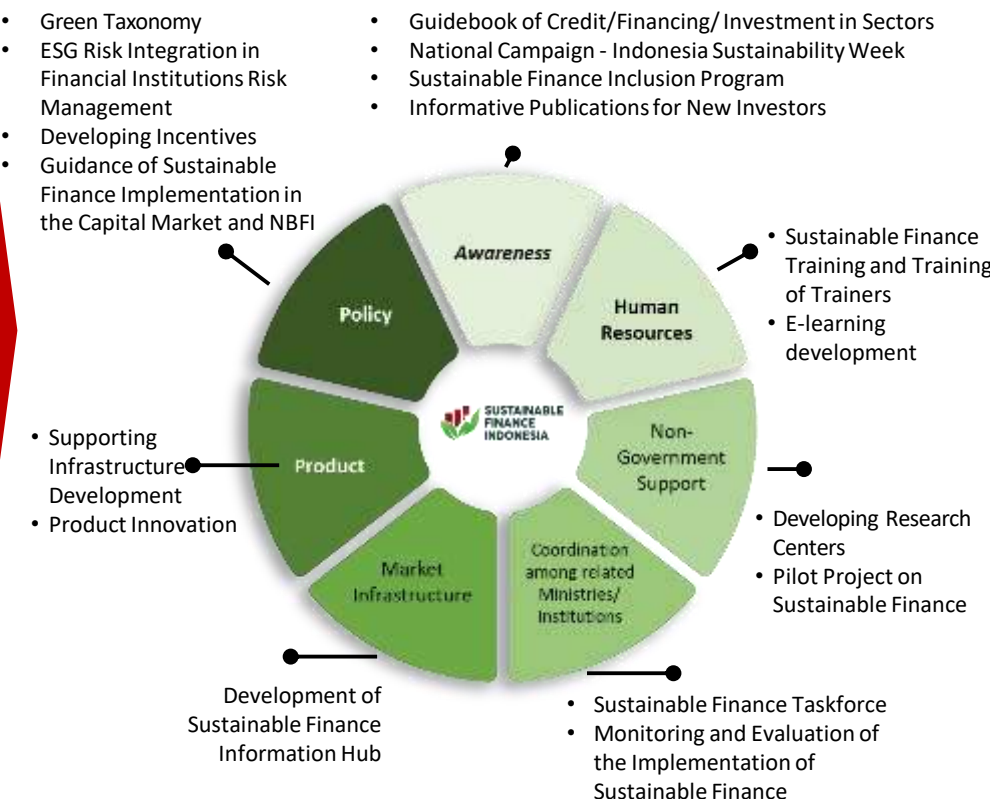 • Green Taxonomy
• ESG Risk Integration in
Financial Institutions Risk
Management
• Developing Incentives
• Guidance of Sustainable
Finance Implementation in
the Capital Market and NBFI
• Guidebook of Credit/Financing/Investment in Sectors
• National Campaign - Indonesia Sustainability Week
• Sustainable Finance Inclusion Program
• Informative Publications for New Investors
Awareness
Policy
Human
Resources
• Sustainable Finance
Training and Training
of Trainers
• E-learning
development
SUSTAINABLE
FINANCE
INDONESIA
Non-
Government
Support
• Supporting
Infrastructure
Development
• Product Innovation
Product
• Developing Research
Centers
• Pilot Project on
Sustainable Finance
Market
Infrastructure
Coordination
among related
Ministries/
Institutions
Development of
Sustainable Finance
Information Hub
• Sustainable Finance Taskforce
• Monitoring and Evaluation of
the Implementation of
Sustainable Finance